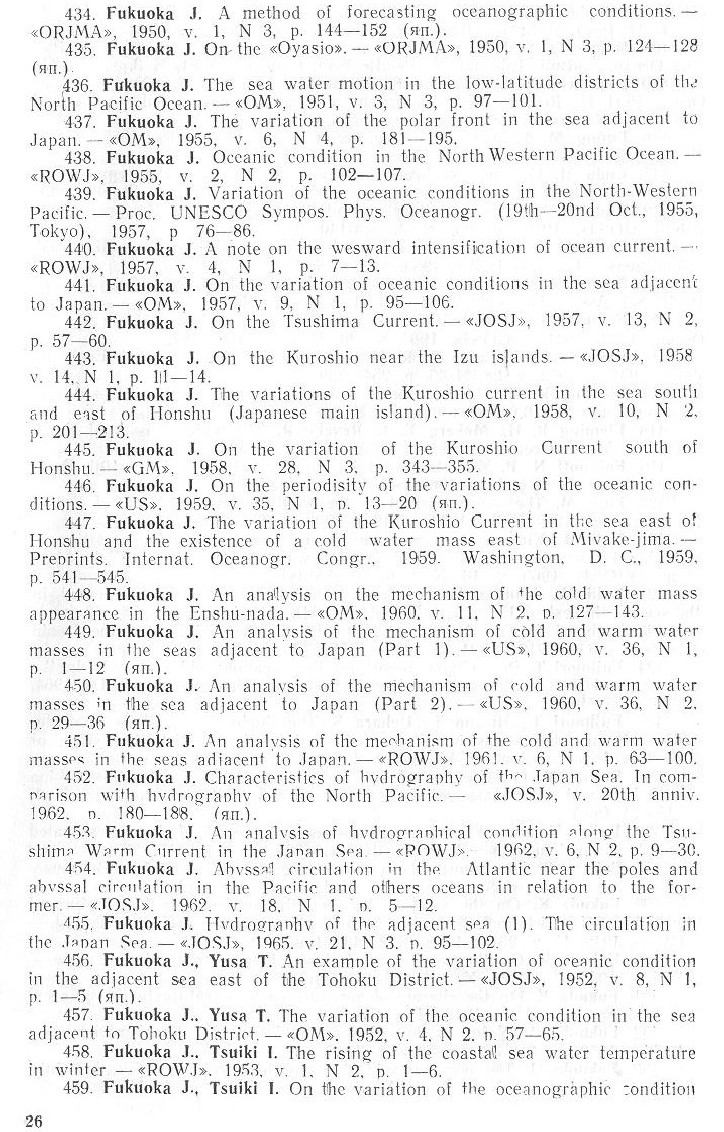 434. Fukuoka J. A method of forecasting oceanographic conditions. —
«ORJMA», 1950, v. 1, N 3, p. 144—152 (яп.).
435. Fukuoka J. On the «Oyasio». — «ORJMA», 1950, v. 1, N 3, p. 124—128
(яп.).
436. Fukuoka J. The sea water motion in the low-latitude districts of the
North Pacific Ocean. — «OM», 1951, v. 3, N 3, p. 97—101.
437. Fukuoka J. The variation of the polar front in the sea adjacent to
Japan. — «OM», 1955, v. 6, N 4, p. 181—195.
438. Fukuoka J. Oceanic condition in the North Western Pacific Ocean. —
«ROWJ», 1955, v. 2, N 2, p. 102—107.
439. Fukuoka J. Variation of the oceanic conditions in the North-Western
Pacific. — Proc. UNESCO Sympos. Phys. Oceanogr. (19th—20nd Oct., 1955,
Tokyo), 1957, p 76—86.
440. Fukuoka J. A note on the wesward intensification of ocean current. —
«ROWJ», 1957, v. 4, N 1, p. 7—13.
441. Fukuoka J. On the variation of oceanic conditions in the sea adjacent
to Japan. — «OM», 1957, v. 9, N 1, p. 95—106.
442. Fukuoka J. On the Tsushima Current. — «JOSJ», 1957, v. 13, N 2,
p. 57—60.
443. Fukuoka J. On the Kuroshio near the Izu islands. — «JOSJ», 1958
v. 14, N 1, p. 11—14.
444. Fukuoka J. The variations of the Kuroshio current in the sea south
and east of Honshu (Japanese main island). — «OM», 1958, v. 10, N 2,
p. 201—213.
445. Fukuoka J. On the variation of the Kuroshio Current south of
Honshu. — «GM». 1958, v. 28, N 3, p. 343—355.
446. Fukuoka J. On the periodisity of the variations of the oceanic con-
ditions. — «US», 1959, v. 35, N 1, p. 13—20 (яп.).
447. Fukuoka J. The variation of the Kuroshio Current in the sea east of
Honshu and the existence of a cold water mass east of Miyake-jima. —
Preprints. Internat. Oceanogr. Congr., 1959. Washington, D. C., 1959,
p. 541—545.
448. Fukuoka J. An analysis on the mechanism of the cold water mass
appearance in the Enshu-nada. — «OM», 1960, v. 11, N 2, p. 127—143.
449. Fukuoka J. An analysis of the mechanism of cold and warm water
masses in the seas adjacent to Japan (Part 1). — «US», 1960, v. 36, N 1,
p. 1—12 (яп.).
450. Fukuoka J. An analysis of the mechanism of cold and warm water
masses in the sea adjacent to Japan (Part 2). — «US», 1960, v. 36, N 2,
p. 29—36 (яп.).
451. Fukuoka J. An analysis of the mechanism of the cold and warm water
masses in the seas adjacent to Japan. — «ROWJ», 1961, v. 6, N 1, p. 63—100.
452. Fukuoka J. Characteristics of hydrography of the Japan Sea. In com-
parison with hydrography of the North Pacific. — «JOSJ», v. 20th anniv.
1962, p. 180—188. (яп.).
453. Fukuoka J. An analysis of hydrographical condition along the Tsu-
shima Warm Current in the Japan Sea. — «ROWJ». 1962, v. 6, N 2, p. 9—30.
454. Fukuoka J. Abyssal circulation in the Atlantic near the poles and
abyssal circulation in the Pacific and others oceans in relation to the for-
mer. — «JOSJ». 1962. v. 18, N 1, p. 5—12.
455. Fukuoka J. Hydrography of the adjacent sea (1). The circulation in
the Japan Sea. — «JOSJ», 1965, v. 21, N 3, p. 95—102.
456. Fukuoka J., Yusa T. An example of the variation of oceanic condition
in the adjacent sea east of the Tohoku District. — «JOSJ», 1952, v. 8, N 1,
p. 1—5 (яп.).
457. Fukuoka J., Yusa T. The variation of the oceanic condition in the sea
adjacent to Tohoku District. — «OM», 1952, v. 4, N 2, p. 57—65.
458. Fukuoka J., Tsuiki I. The rising of the coastal sea water temperature
in winter — «ROWJ», 1953, v. 1, N 2, p. 1—6.
459. Fukuoka J., Tsuiki I. On the variation of the oceanographic condition
26